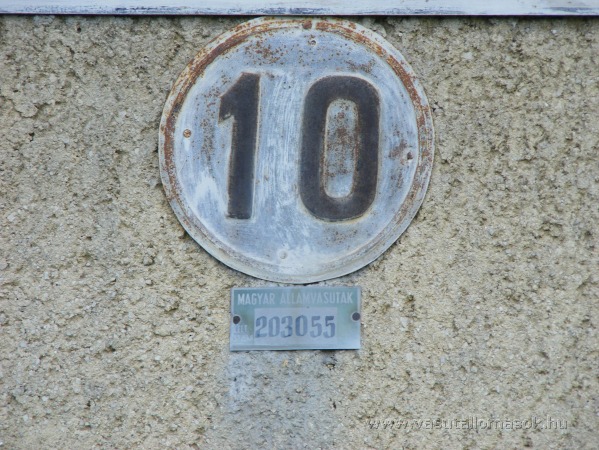 10
MAGYAR ÁLLAMVASUTAK
203055
www.vasutallomasok.hu